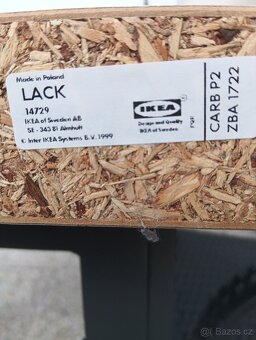 Made in Poland
LACK
14729
IKEA of Sweden AB
SE - 343 81 Älmhult
© Inter IKEA Systems B.V. 1999
IKEA
Design and Quality
IKEA of Sweden
CARB P2
ZBA 1722
Bazoš.cz